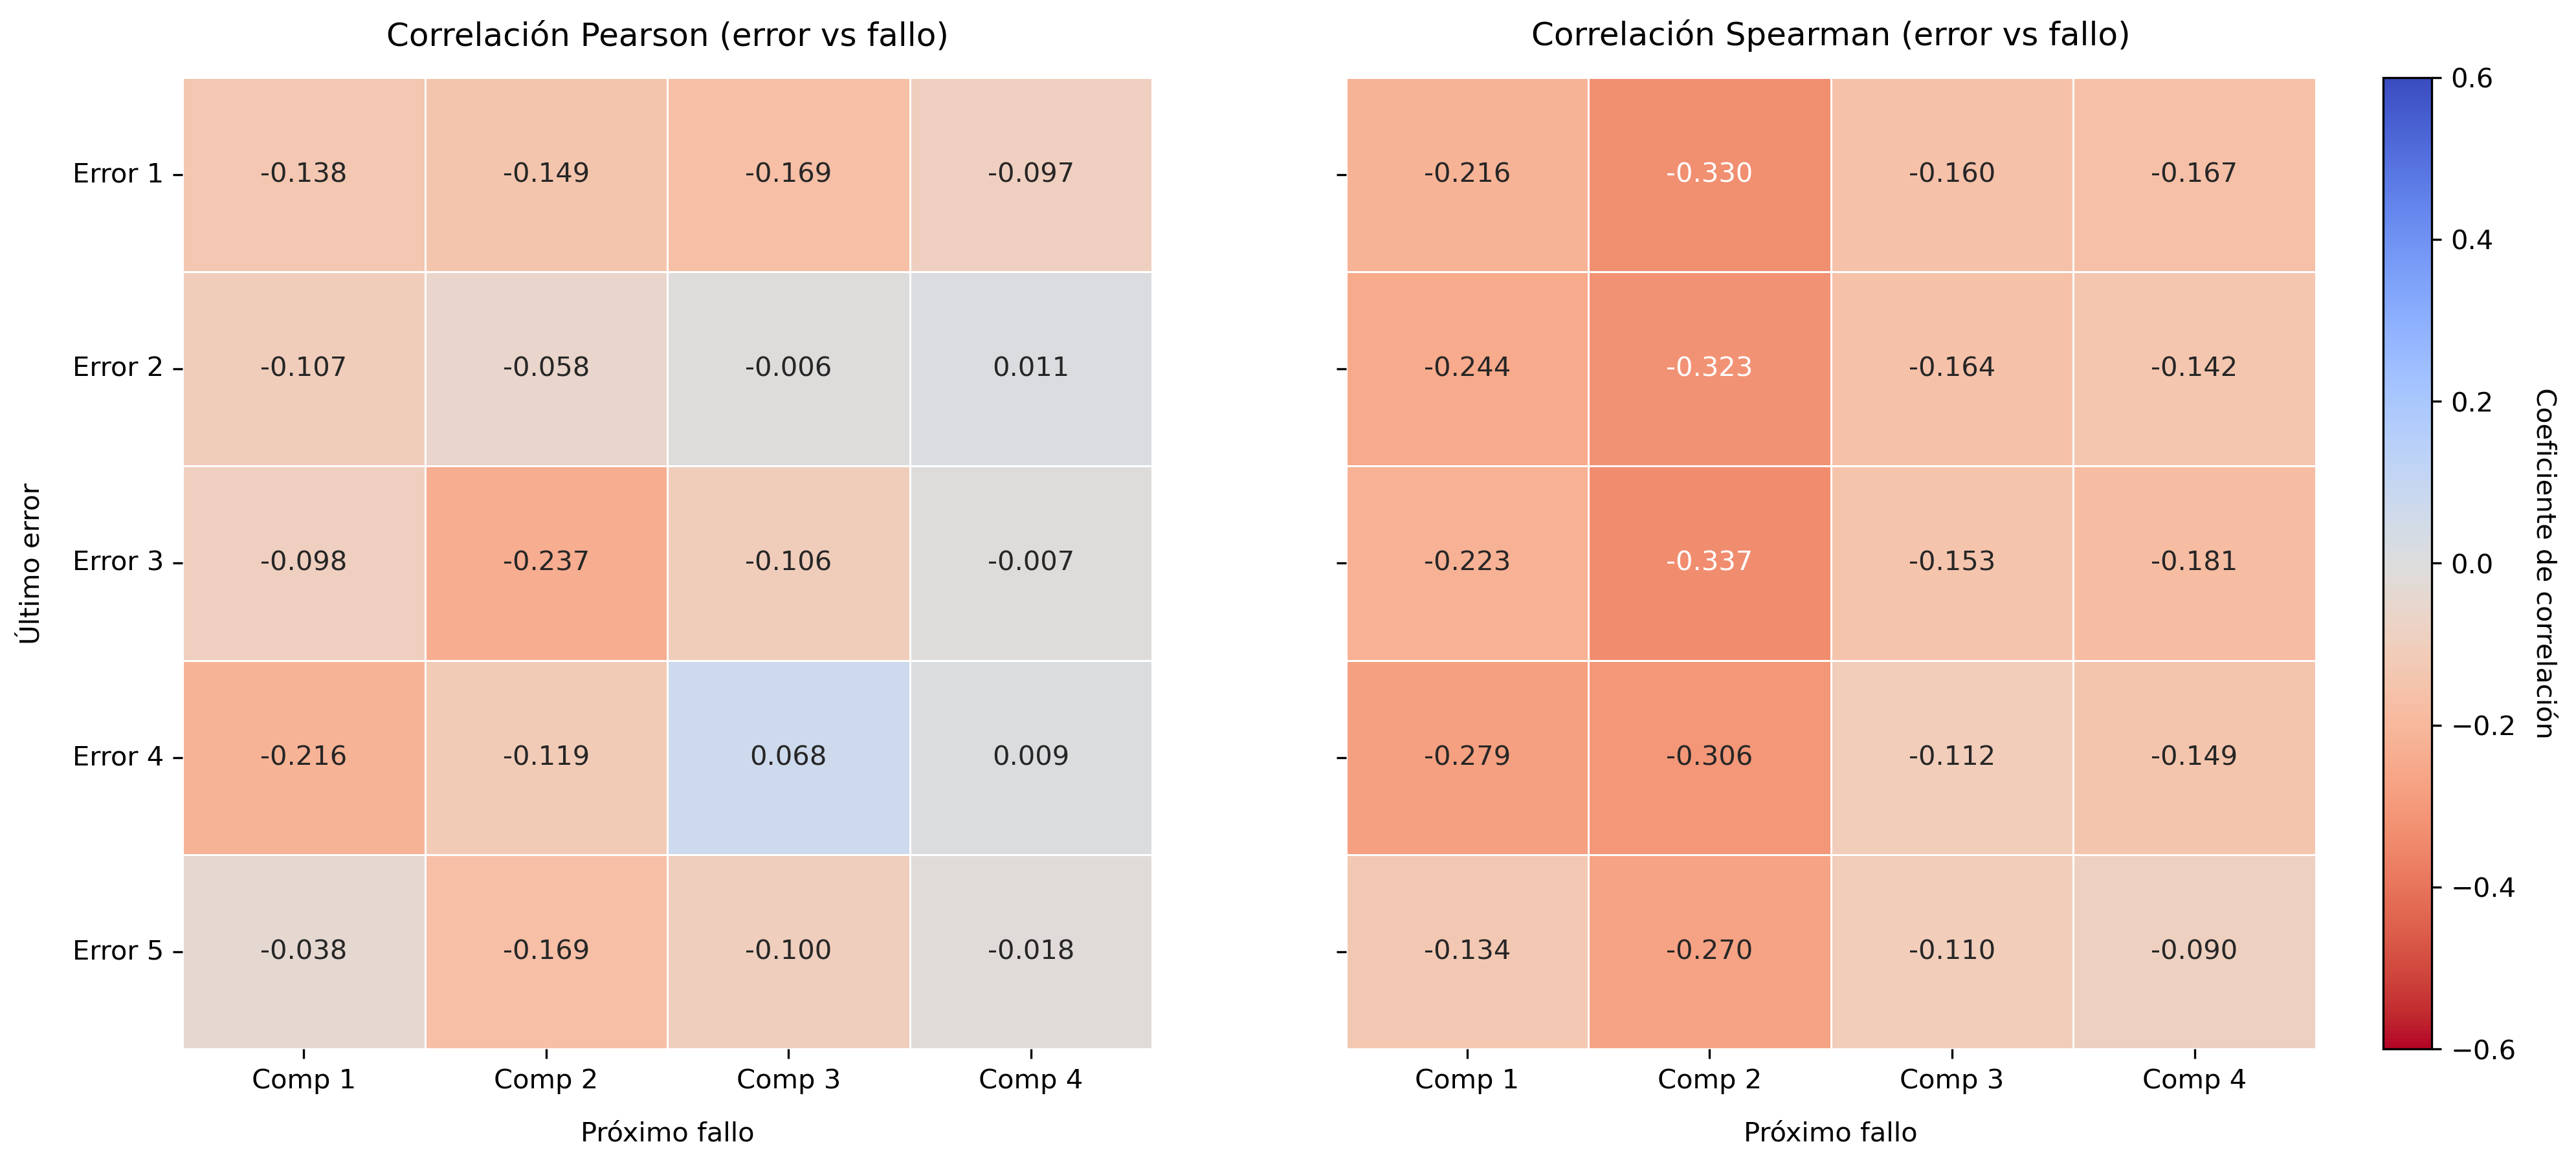 Correlación Pearson (error vs fallo)
Correlación Spearman (error vs fallo)
Último error
Error 1 -0.138 -0.149 -0.169 -0.097
Error 2 -0.107 -0.058 -0.006 0.011
Error 3 -0.098 -0.237 -0.106 -0.007
Error 4 -0.216 -0.119 0.068 0.009
Error 5 -0.038 -0.169 -0.100 -0.018
Comp 1 Comp 2 Comp 3 Comp 4
Próximo fallo
-0.216 -0.330 -0.160 -0.167
-0.244 -0.323 -0.164 -0.142
-0.223 -0.337 -0.153 -0.181
-0.279 -0.306 -0.112 -0.149
-0.134 -0.270 -0.110 -0.090
Comp 1 Comp 2 Comp 3 Comp 4
Próximo fallo
0.6
0.4
0.2
0.0
−0.2
−0.4
−0.6
Coeficiente de correlación